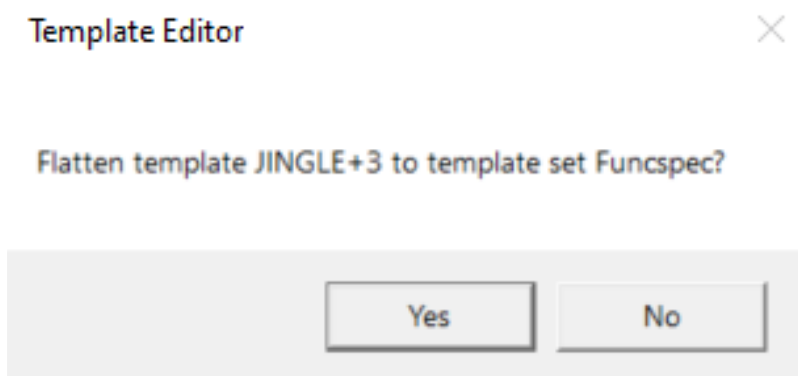 Template Editor
Flatten template JINGLE+3 to template set Funcspec?
Yes
No